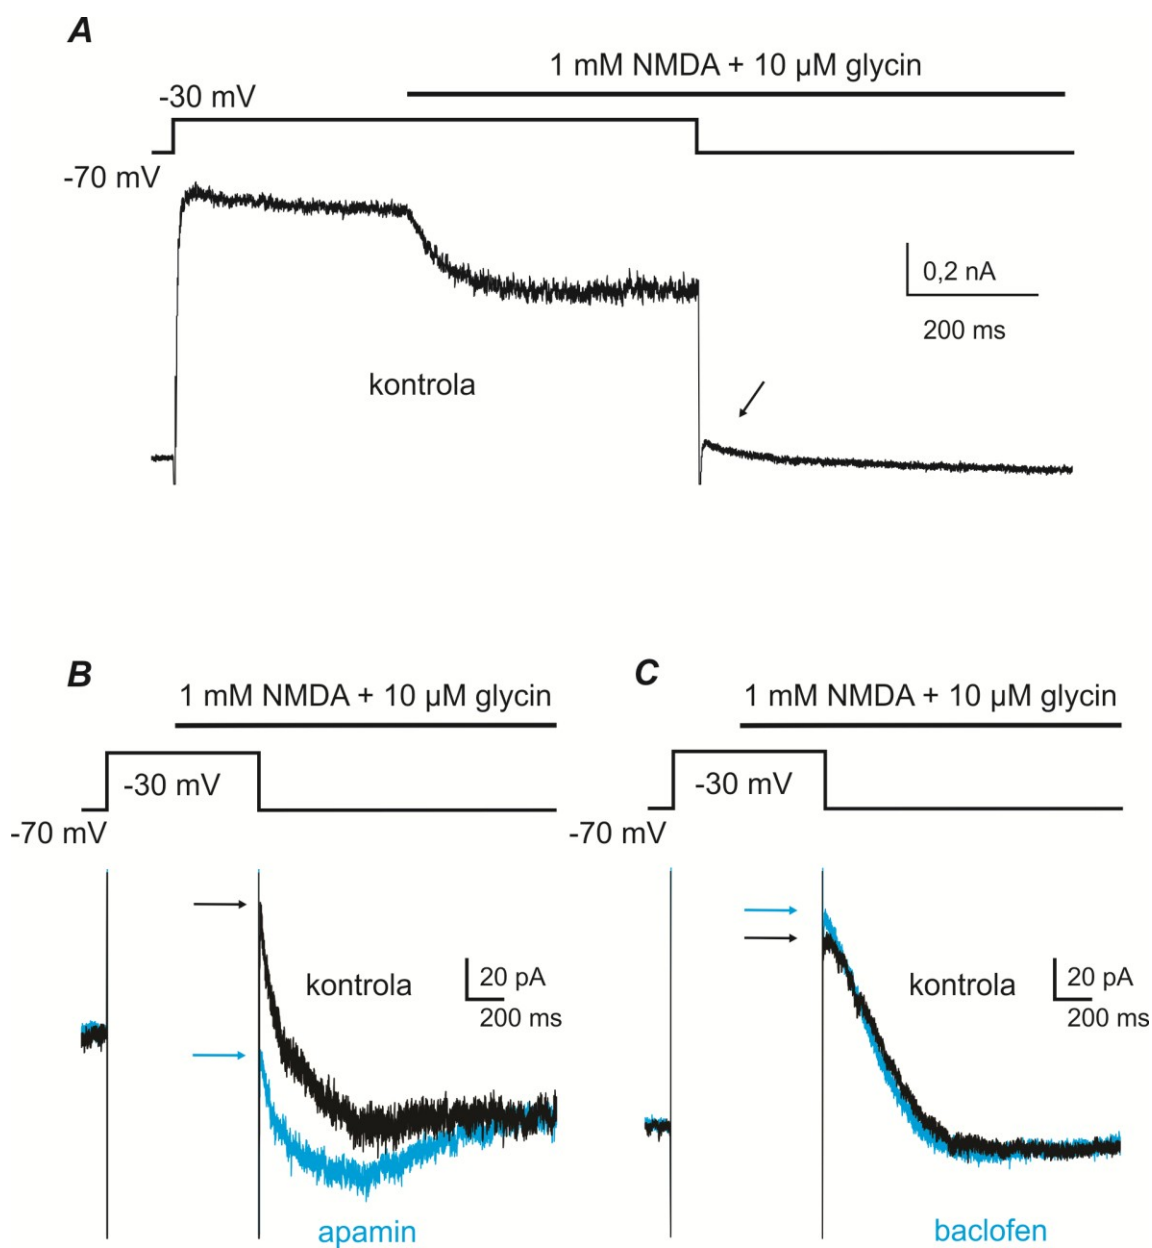 A
1 mM NMDA + 10 µM glycin
-30 mV
-70 mV
0,2 nA
200 ms
kontrola
B
1 mM NMDA + 10 µM glycin
-30 mV
-70 mV
kontrola
20 pA
200 ms
apamin
C
1 mM NMDA + 10 µM glycin
-30 mV
-70 mV
kontrola
20 pA
200 ms
baclofen